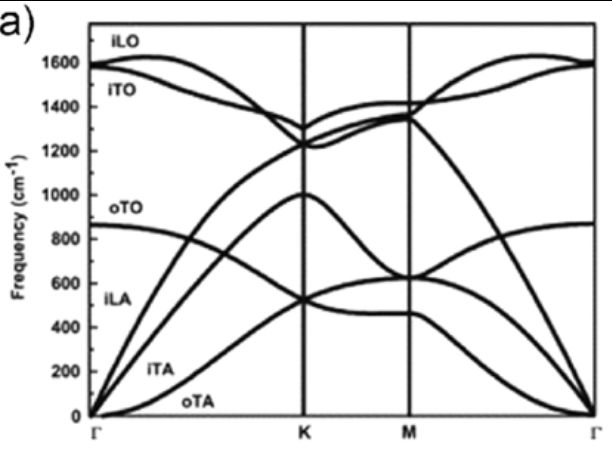 a)
iLO
iTO
oTO
iLA
iTA
oTA
Frequency (cm⁻¹)
1600
1400
1200
1000
800
600
400
200
0
Γ K M Γ